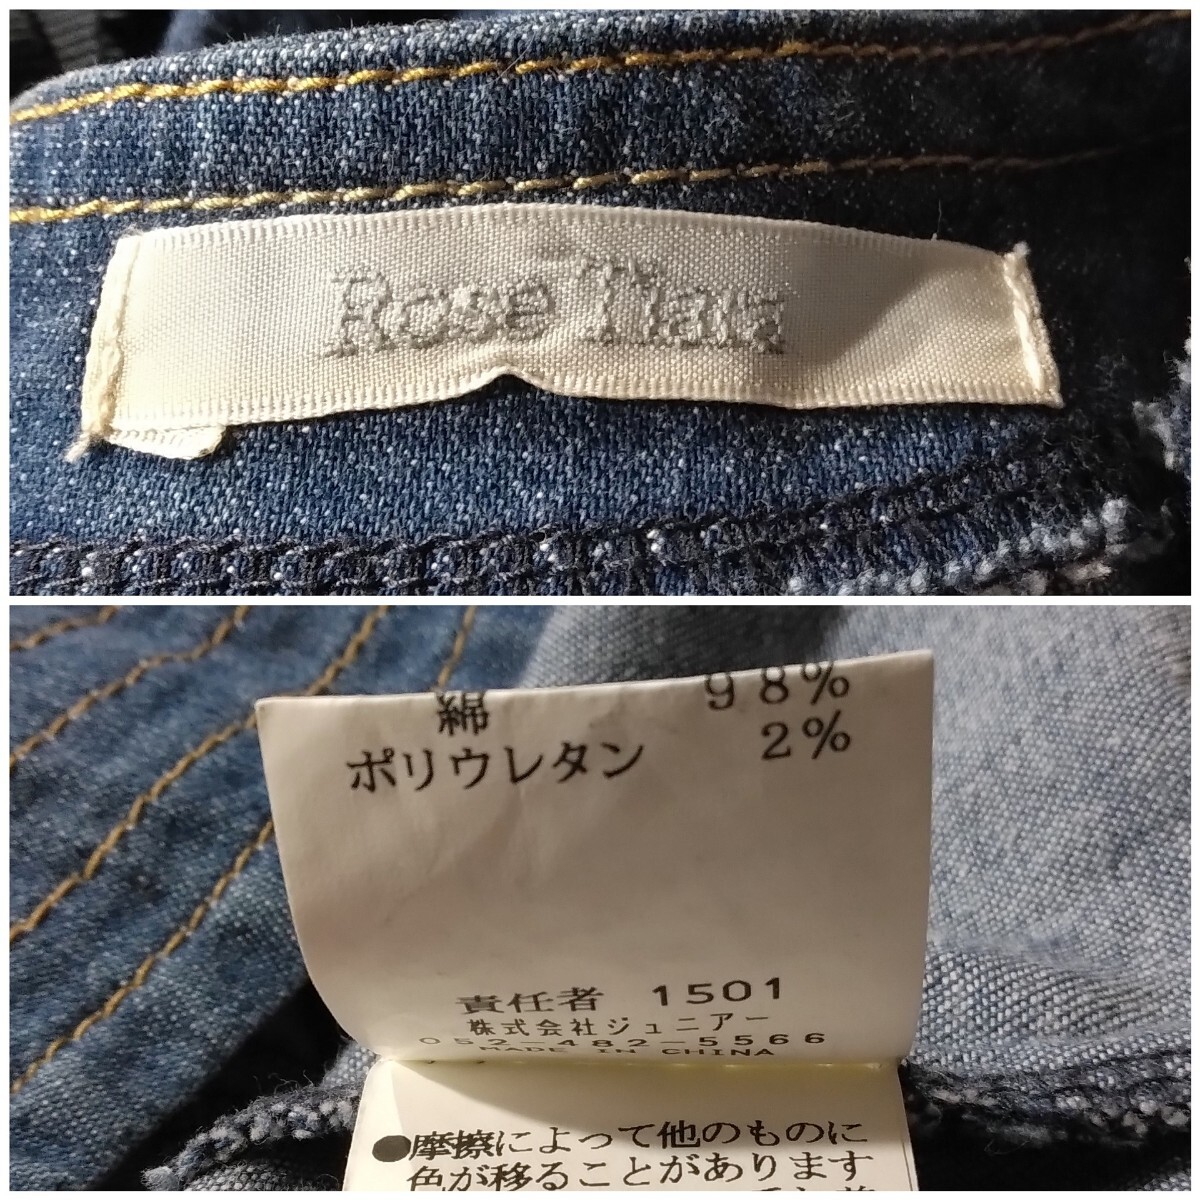 Rose Tiara
綿 98%
ポリウレタン 2%
責任者 1501
株式会社ジュニアー
052-482-5566
MADE IN CHINA
●摩擦によって他のものに
色が移ることがあります